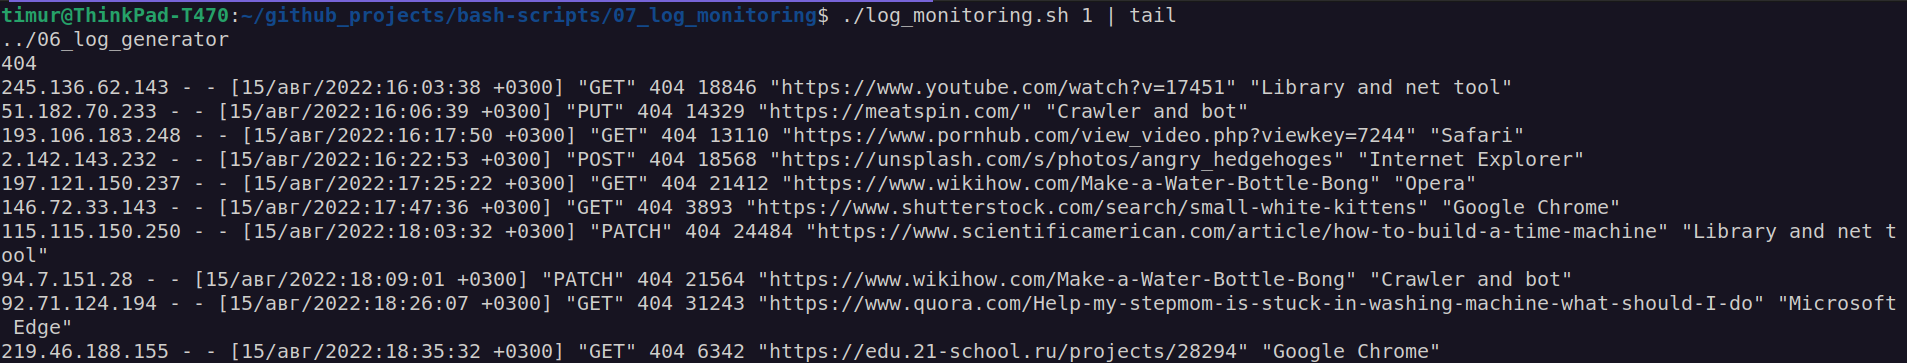 timur@ThinkPad-T470:~/github_projects/bash-scripts/07_log_monitoring$ ./log_monitoring.sh 1 | tail
../06_log_generator
404
245.136.62.143 - - [15/авг/2022:16:03:38 +0300] "GET" 404 18846 "https://www.youtube.com/watch?v=17451" "Library and net tool"
51.182.70.233 - - [15/авг/2022:16:06:39 +0300] "PUT" 404 14329 "https://meatspin.com/" "Crawler and bot"
193.106.183.248 - - [15/авг/2022:16:17:50 +0300] "GET" 404 13110 "https://www.pornhub.com/view_video.php?viewkey=7244" "Safari"
2.142.143.232 - - [15/авг/2022:16:22:53 +0300] "POST" 404 18568 "https://unsplash.com/s/photos/angry_hedgehoges" "Internet Explorer"
197.121.150.237 - - [15/авг/2022:17:25:22 +0300] "GET" 404 21412 "https://www.wikihow.com/Make-a-Water-Bottle-Bong" "Opera"
146.72.33.143 - - [15/авг/2022:17:47:36 +0300] "GET" 404 3893 "https://www.shutterstock.com/search/small-white-kittens" "Google Chrome"
115.115.150.250 - - [15/авг/2022:18:03:32 +0300] "PATCH" 404 24484 "https://www.scientificamerican.com/article/how-to-build-a-time-machine" "Library and net t
ool"
94.7.151.28 - - [15/авг/2022:18:09:01 +0300] "PATCH" 404 21564 "https://www.wikihow.com/Make-a-Water-Bottle-Bong" "Crawler and bot"
92.71.124.194 - - [15/авг/2022:18:26:07 +0300] "GET" 404 31243 "https://www.quora.com/Help-my-stepmom-is-stuck-in-washing-machine-what-should-I-do" "Microsoft
 Edge"
219.46.188.155 - - [15/авг/2022:18:35:32 +0300] "GET" 404 6342 "https://edu.21-school.ru/projects/28294" "Google Chrome"